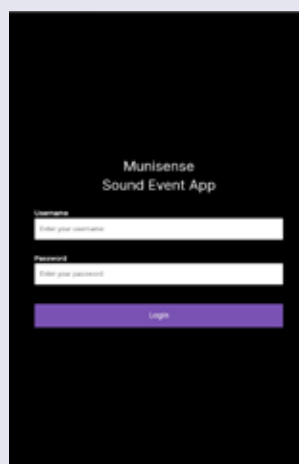 Munisense
Sound Event App
Username
Enter your username
Password
Enter your password
Login